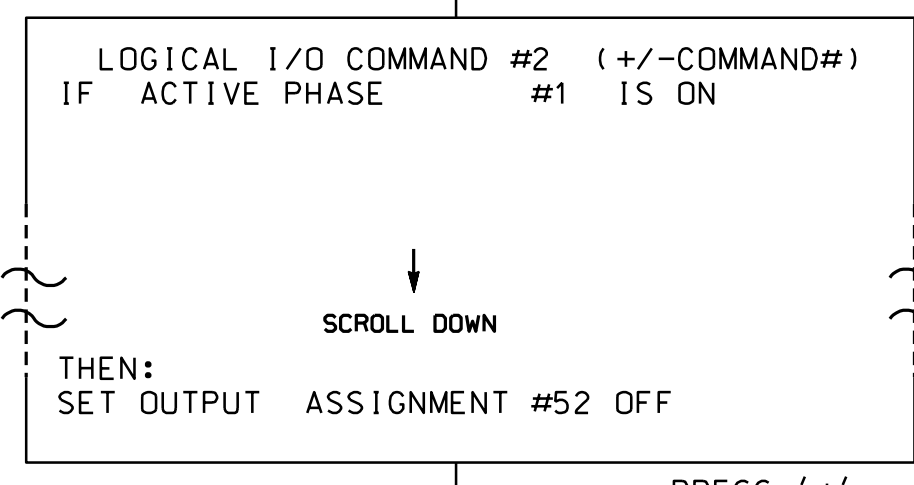 LOGICAL I/O COMMAND #2 (+/-COMMAND#)
IF ACTIVE PHASE #1 IS ON
SCROLL DOWN
THEN:
SET OUTPUT ASSIGNMENT #52 OFF